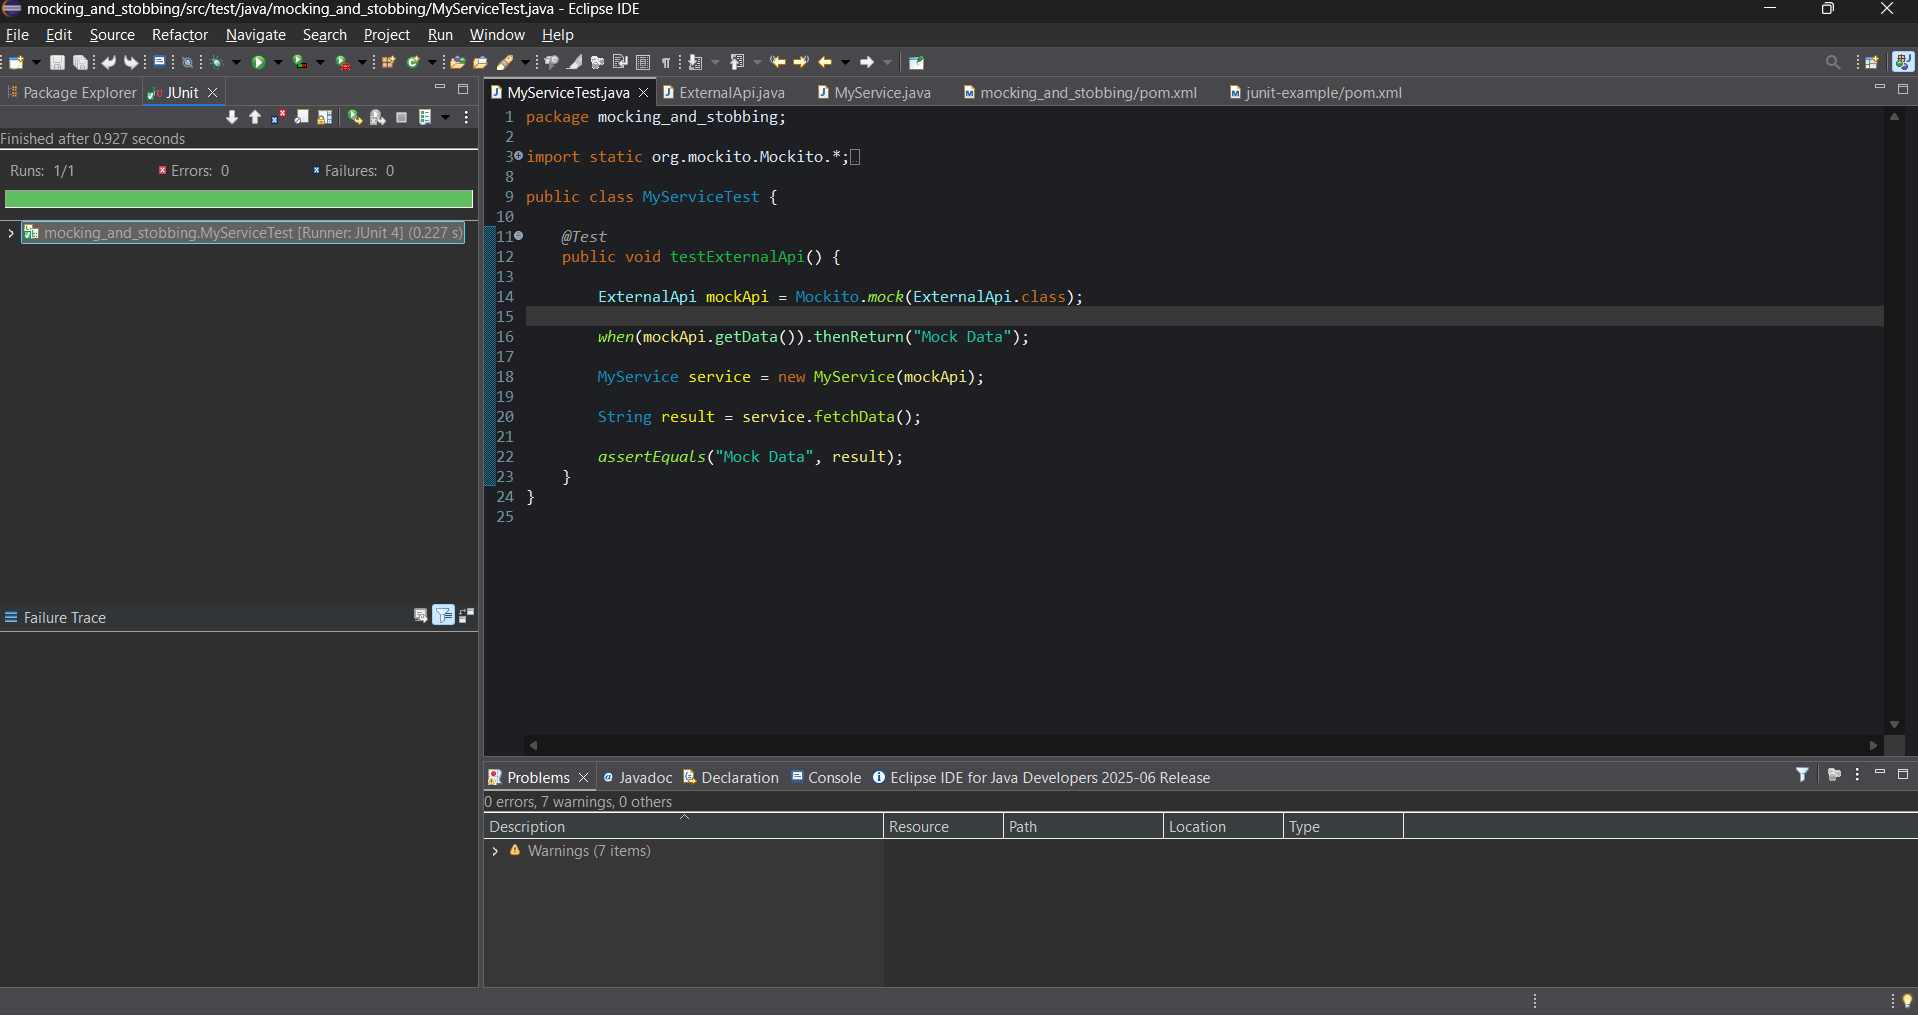 mocking_and_stobbing/src/test/java/mocking_and_stobbing/MyServiceTest.java - Eclipse IDE
File Edit Source Refactor Navigate Search Project Run Window Help
Package Explorer JUnit
Finished after 0.927 seconds
Runs: 1/1 Errors: 0 Failures: 0
mocking_and_stobbing.MyServiceTest [Runner: JUnit 4] (0.227 s)
Failure Trace
MyServiceTest.java ExternalApi.java MyService.java mocking_and_stobbing/pom.xml junit-example/pom.xml
1 package mocking_and_stobbing;
2
3 import static org.mockito.Mockito.*;
8
9 public class MyServiceTest {
10
11 @Test
12 public void testExternalApi() {
13
14 ExternalApi mockApi = Mockito.mock(ExternalApi.class);
15
16 when(mockApi.getData()).thenReturn("Mock Data");
17
18 MyService service = new MyService(mockApi);
19
20 String result = service.fetchData();
21
22 assertEquals("Mock Data", result);
23 }
24 }
25
Problems Javadoc Declaration Console Eclipse IDE for Java Developers 2025-06 Release
0 errors, 7 warnings, 0 others
Description Resource Path Location Type
Warnings (7 items)